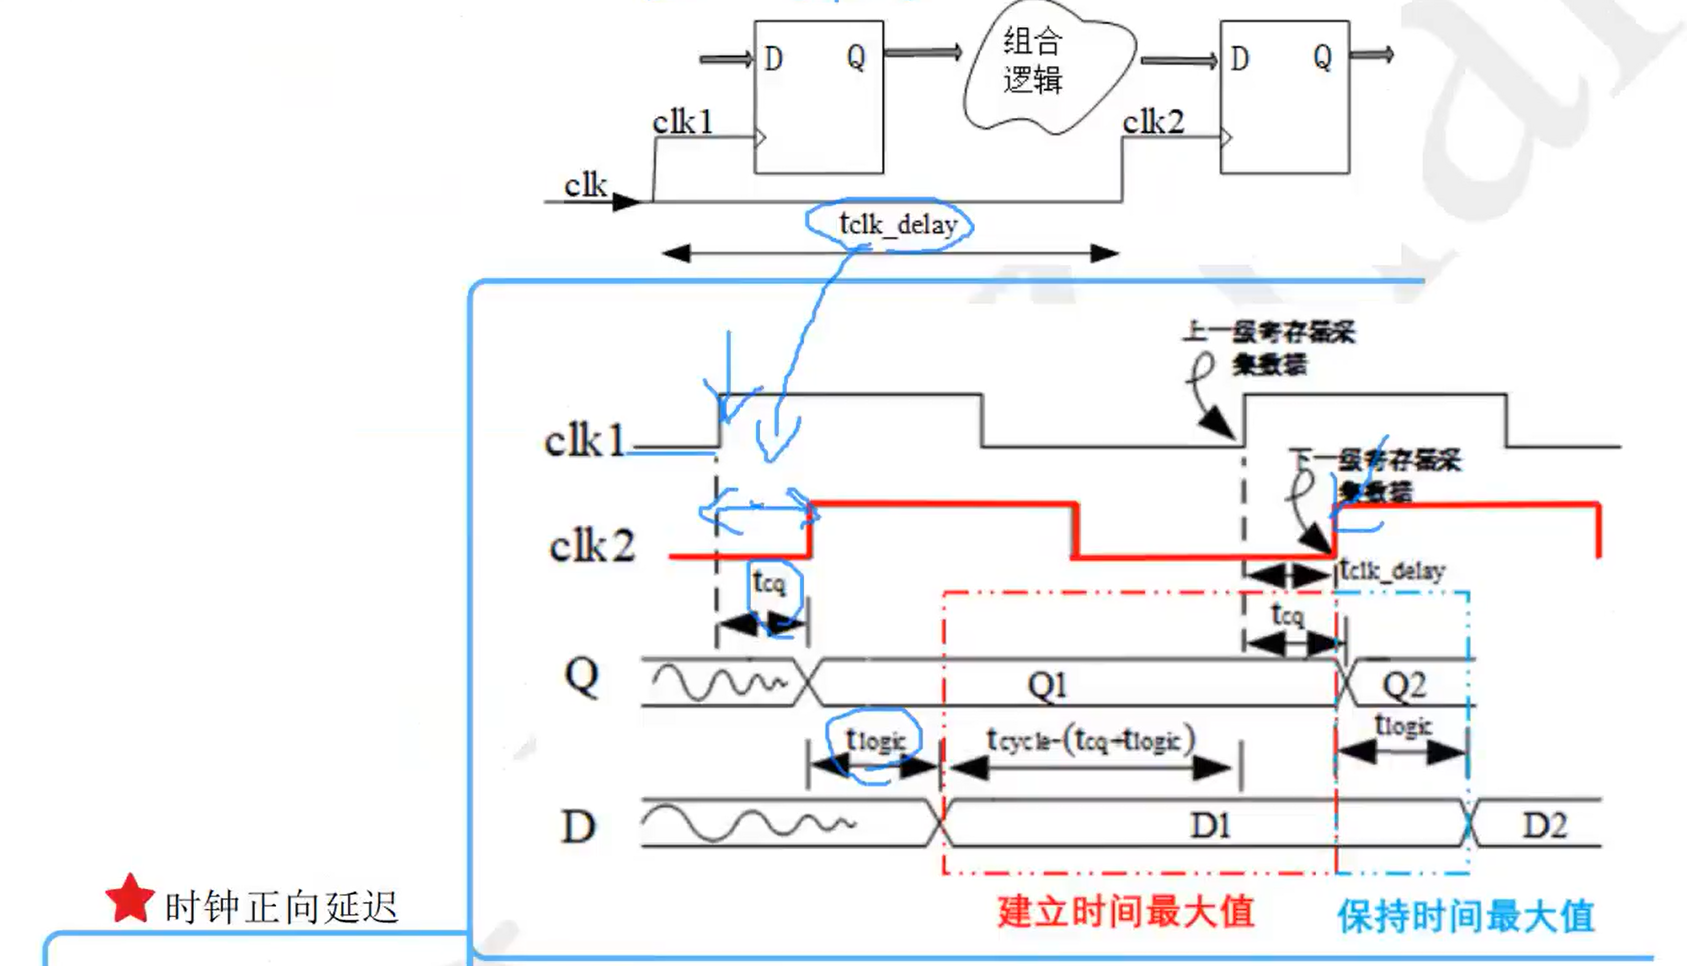 D Q
组合
逻辑
D Q
clk1
clk2
clk
tclk_delay
上一级寄存器采
集数据
clk1
下一级寄存器采
集数据
clk2
tclk_delay
tcq
tcq
Q
Q1
Q2
tlogic
tcycle-(tcq+tlogic)
tlogic
D
D1
D2
建立时间最大值
保持时间最大值
时钟正向延迟